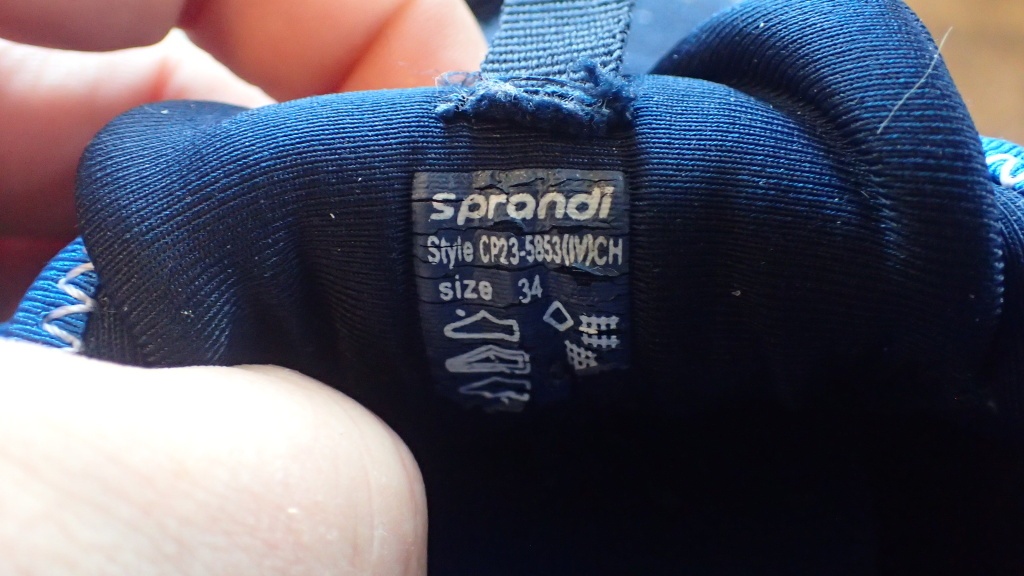 sprandi
Style CP23-5853(IV)CH
size 34